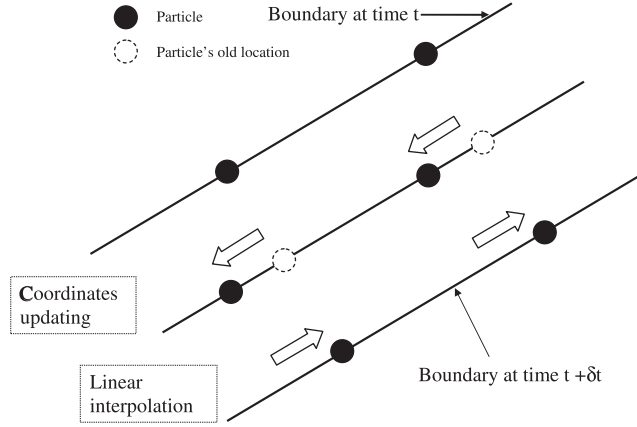 Particle
Boundary at time t
Particle's old location
Coordinates
updating
Linear
interpolation
Boundary at time t +δt